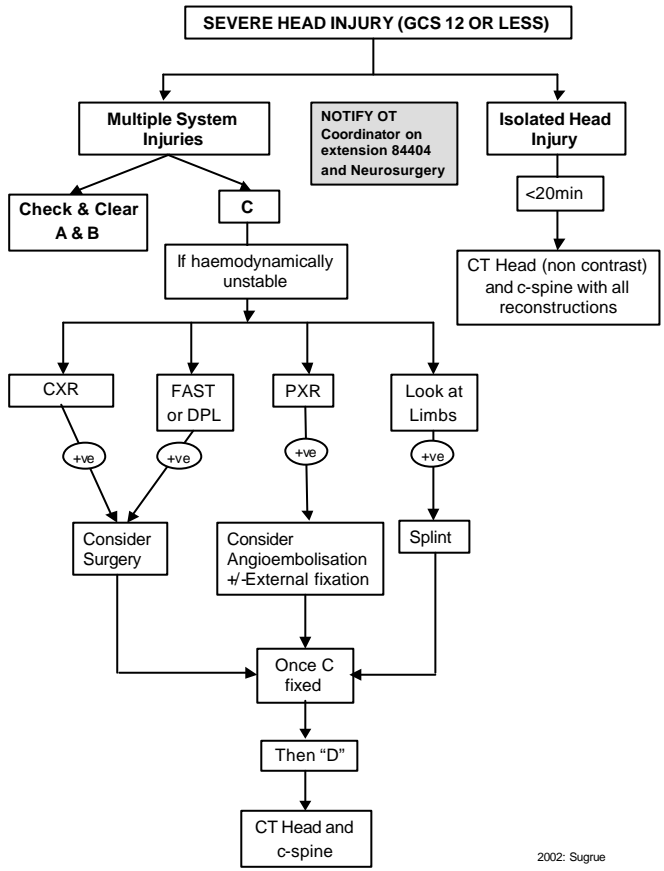 SEVERE HEAD INJURY (GCS 12 OR LESS)
Multiple System
Injuries
NOTIFY OT
Coordinator on
extension 84404
and Neurosurgery
Isolated Head
Injury
Check & Clear
A & B
C
<20min
If haemodynamically
unstable
CT Head (non contrast)
and c-spine with all
reconstructions
CXR
FAST
or DPL
PXR
Look at
Limbs
+ve
+ve
+ve
+ve
Consider
Surgery
Consider
Angioembolisation
+/-External fixation
Splint
Once C
fixed
Then “D”
CT Head and
c-spine
2002: Sugrue